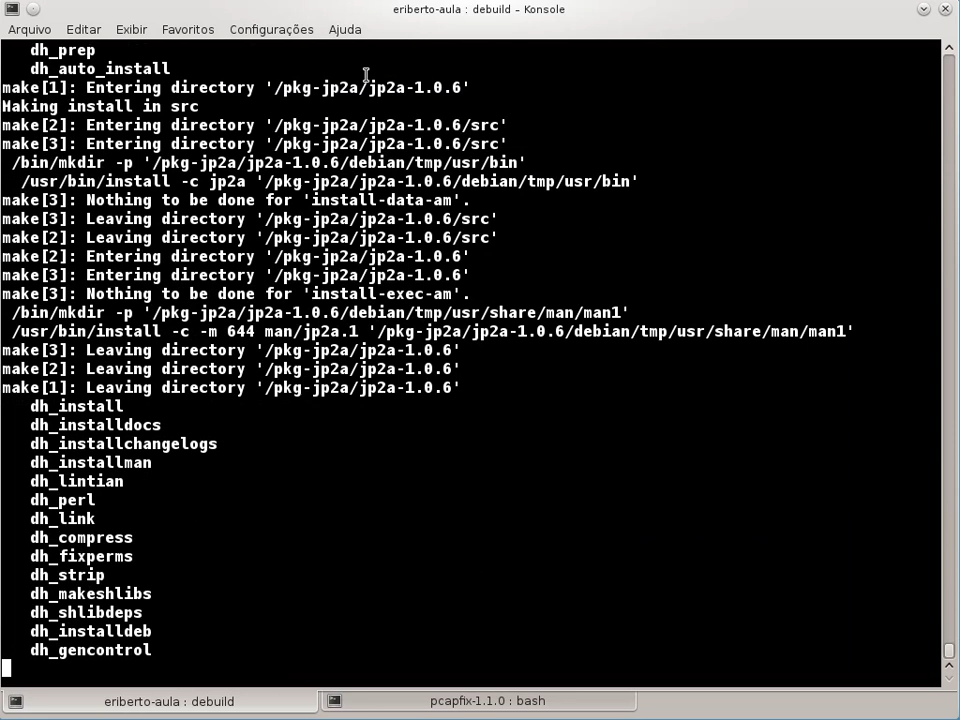 eriberto-aula : debuild – Konsole
Arquivo Editar Exibir Favoritos Configurações Ajuda
dh_prep
dh_auto_install
make[1]: Entering directory '/pkg-jp2a/jp2a-1.0.6'
Making install in src
make[2]: Entering directory '/pkg-jp2a/jp2a-1.0.6/src'
make[3]: Entering directory '/pkg-jp2a/jp2a-1.0.6/src'
/bin/mkdir -p '/pkg-jp2a/jp2a-1.0.6/debian/tmp/usr/bin'
/usr/bin/install -c jp2a '/pkg-jp2a/jp2a-1.0.6/debian/tmp/usr/bin'
make[3]: Nothing to be done for 'install-data-am'.
make[3]: Leaving directory '/pkg-jp2a/jp2a-1.0.6/src'
make[2]: Leaving directory '/pkg-jp2a/jp2a-1.0.6/src'
make[2]: Entering directory '/pkg-jp2a/jp2a-1.0.6'
make[3]: Entering directory '/pkg-jp2a/jp2a-1.0.6'
make[3]: Nothing to be done for 'install-exec-am'.
/bin/mkdir -p '/pkg-jp2a/jp2a-1.0.6/debian/tmp/usr/share/man/man1'
/usr/bin/install -c -m 644 man/jp2a.1 '/pkg-jp2a/jp2a-1.0.6/debian/tmp/usr/share/man/man1'
make[3]: Leaving directory '/pkg-jp2a/jp2a-1.0.6'
make[2]: Leaving directory '/pkg-jp2a/jp2a-1.0.6'
make[1]: Leaving directory '/pkg-jp2a/jp2a-1.0.6'
dh_install
dh_installdocs
dh_installchangelogs
dh_installman
dh_lintian
dh_perl
dh_link
dh_compress
dh_fixperms
dh_strip
dh_makeshlibs
dh_shlibdeps
dh_installdeb
dh_gencontrol
eriberto-aula : debuild
pcapfix-1.1.0 : bash